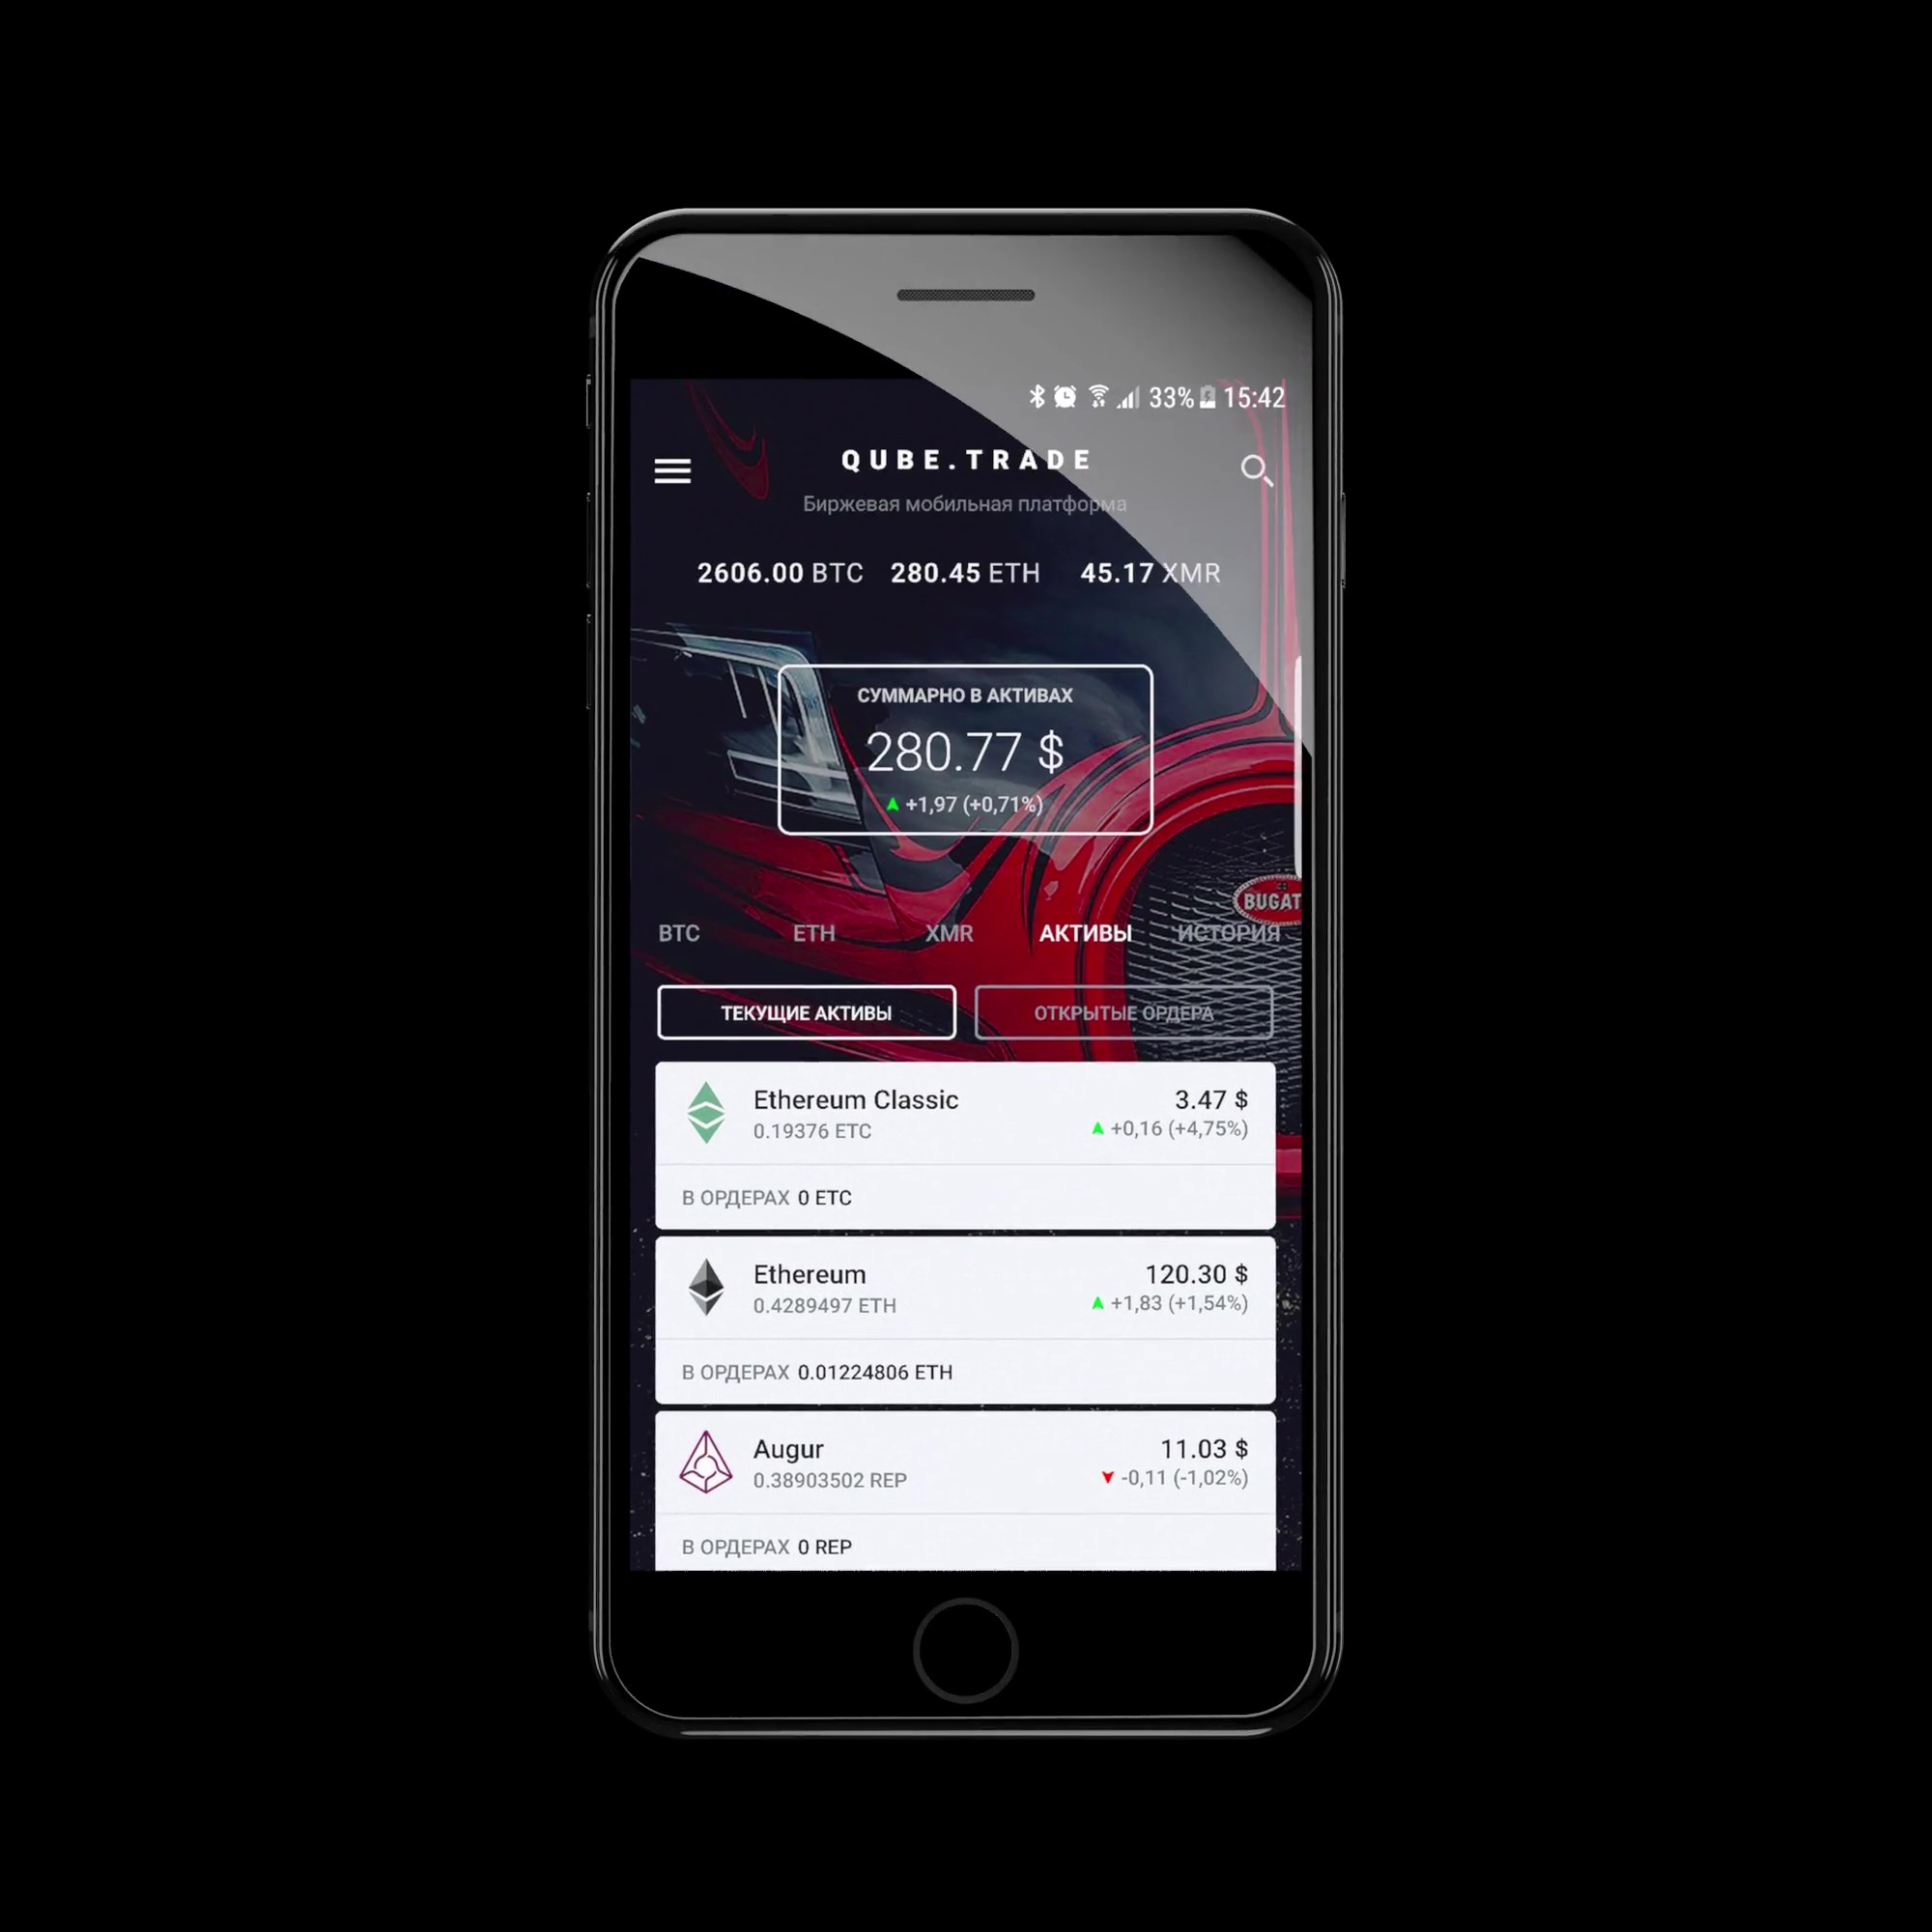 33% 15:42
QUBE.TRADE
Биржевая мобильная платформа
2606.00 BTC 280.45 ETH 45.17 XMR
СУММАРНО В АКТИВАХ
280.77 $
+1,97 (+0,71%)
BUGAT
BTC ETH XMR АКТИВЫ ИСТОРИЯ
ТЕКУЩИЕ АКТИВЫ ОТКРЫТЫЕ ОРДЕРА
Ethereum Classic 3.47 $
0.19376 ETC +0,16 (+4,75%)
В ОРДЕРАХ 0 ETC
Ethereum 120.30 $
0.4289497 ETH +1,83 (+1,54%)
В ОРДЕРАХ 0.01224806 ETH
Augur 11.03 $
0.38903502 REP -0,11 (-1,02%)
В ОРДЕРАХ 0 REP